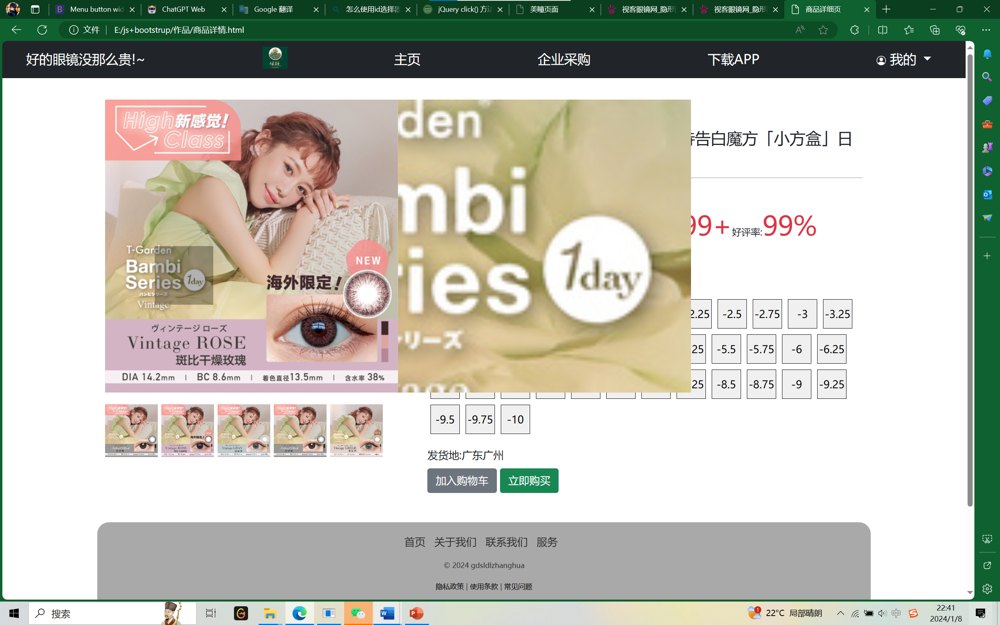 Menu button wid
ChatGPT Web
Google 翻译
怎么使用id选择器
jQuery click() 方法
美瞳页面
视客眼镜网_隐形
视客眼镜网_隐形
商品详细页
文件
E:/js+bootstrup/作品/商品详情.html
好的眼镜没那么贵!~
主页
企业采购
下载APP
我的
High新感觉!
Class
T-Garden
Bambi
Series 1day
バンビシリーズ
Vintage
NEW
海外限定!
ヴィンテージ ローズ
Vintage ROSE
斑比干燥玫瑰
DIA 14.2mm | BC 8.6mm | 着色直径13.5mm | 含水率 38%
den
mbi
ries 1day
シリーズ
告白魔方「小方盒」日
99+ 好评率:99%
2.25 -2.5 -2.75 -3 -3.25
25 -5.5 -5.75 -6 -6.25
25 -8.5 -8.75 -9 -9.25
-9.5 -9.75 -10
发货地:广东广州
加入购物车 立即购买
首页 关于我们 联系我们 服务
© 2024 gdsldlzhanghua
隐私政策 | 使用条款 | 常见问题
搜索
22°C 局部晴朗
中
22:41
2024/1/8